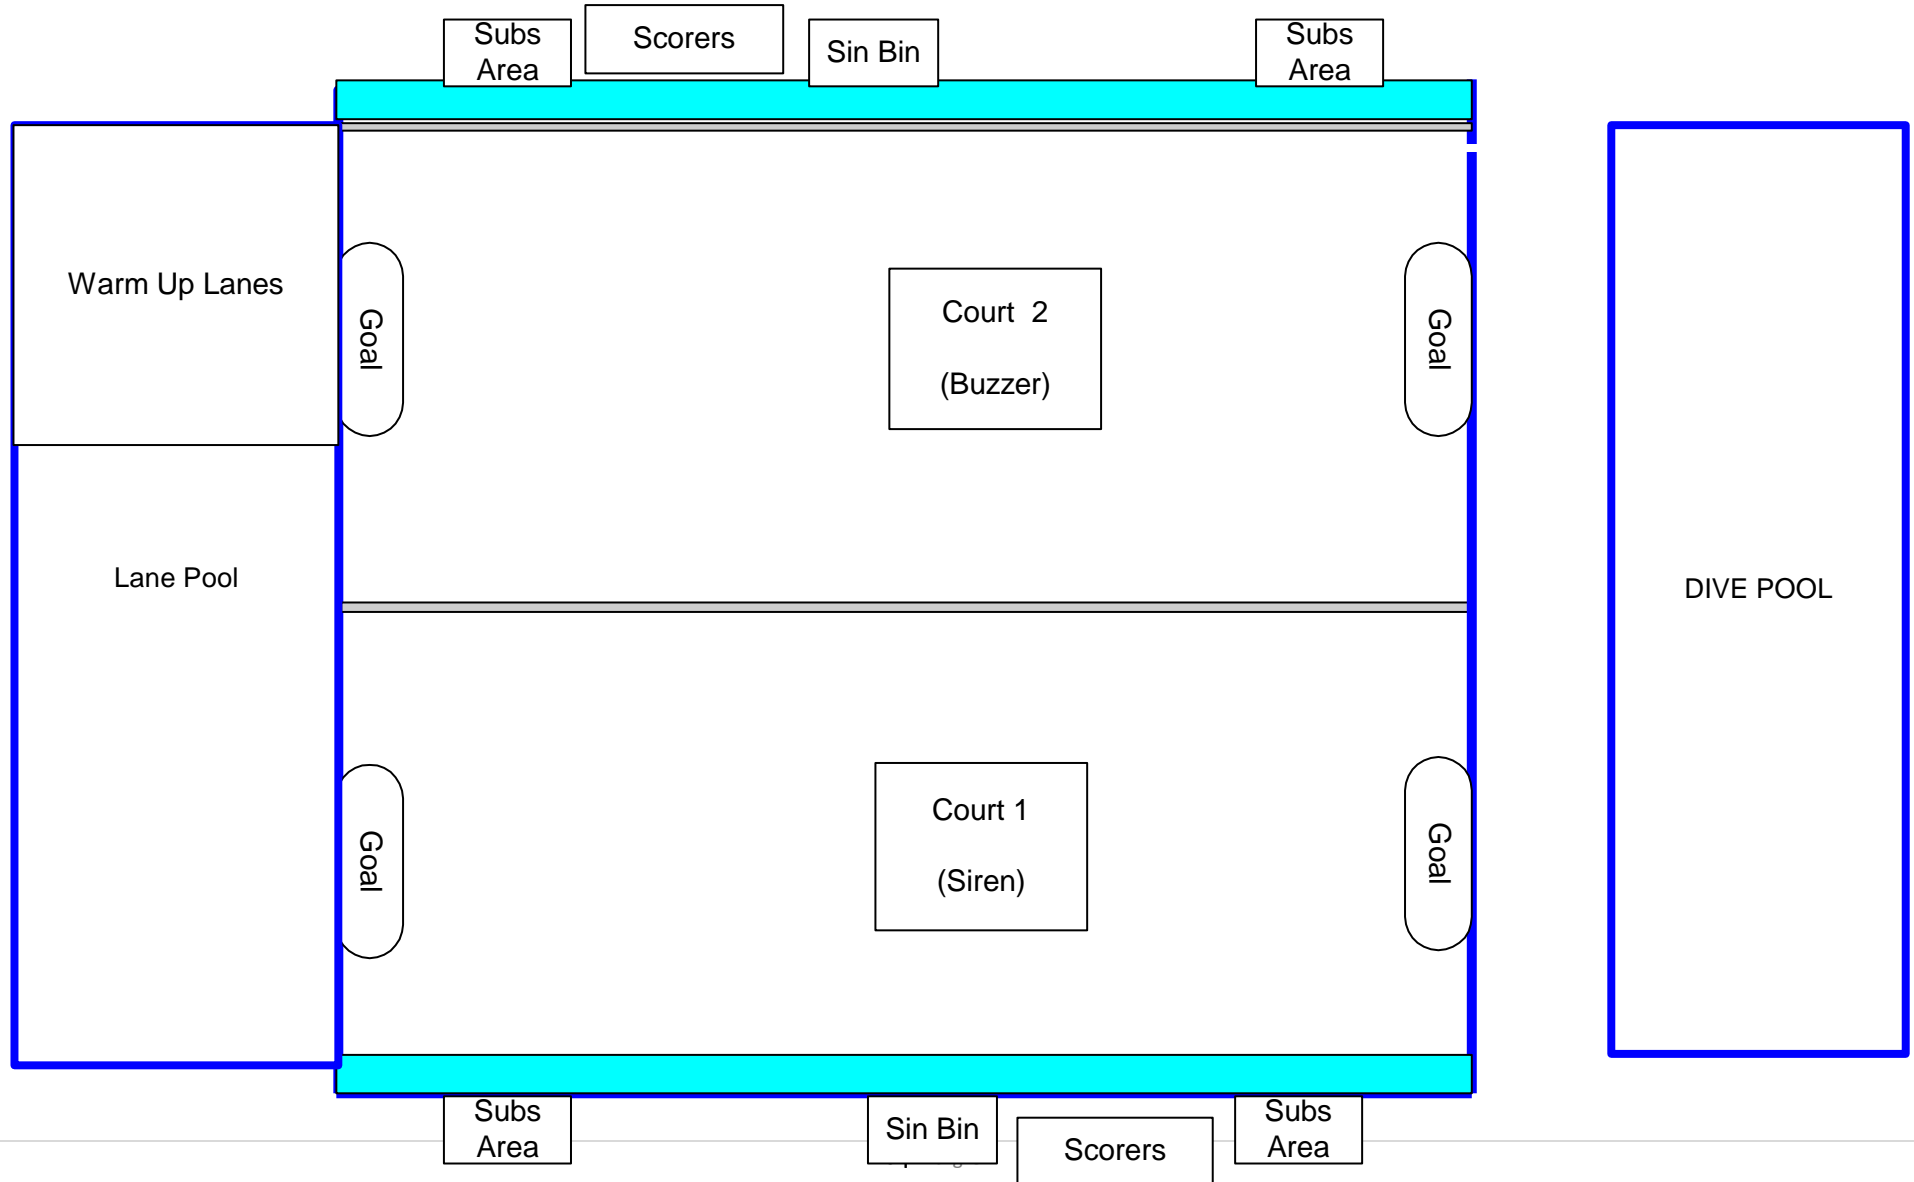 Subs
Area
Scorers
Sin Bin
Subs
Area
Warm Up Lanes
Goal
Court 2
(Buzzer)
Goal
Lane Pool
DIVE POOL
Goal
Court 1
(Siren)
Goal
Subs
Area
Sin Bin
Scorers
Subs
Area